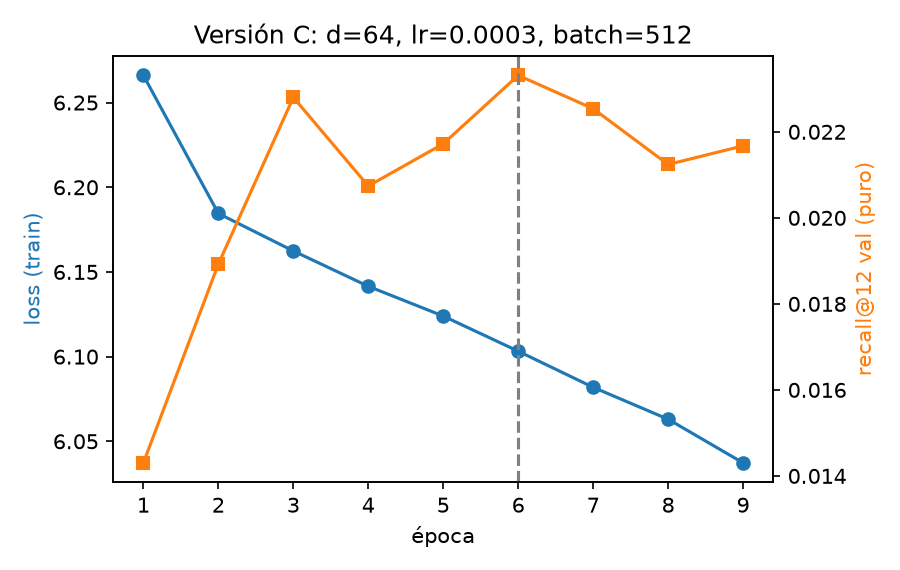 Versión C: d=64, lr=0.0003, batch=512
loss (train)
6.25
6.20
6.15
6.10
6.05
0.022
0.020
0.018
0.016
0.014
recall@12 val (puro)
1 2 3 4 5 6 7 8 9
época